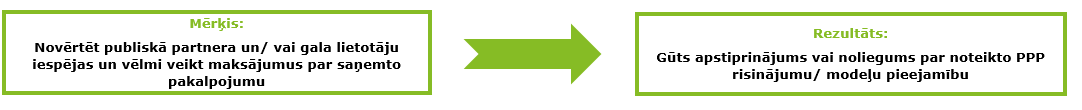 Mērķis:
Novērtēt publiskā partnera un/ vai gala lietotāju
iespējas un vēlmi veikt maksājumus par saņemto
pakalpojumu
Rezultāts:
Gūts apstiprinājums vai noliegums par noteikto PPP
risinājumu/ modeļu pieejamību